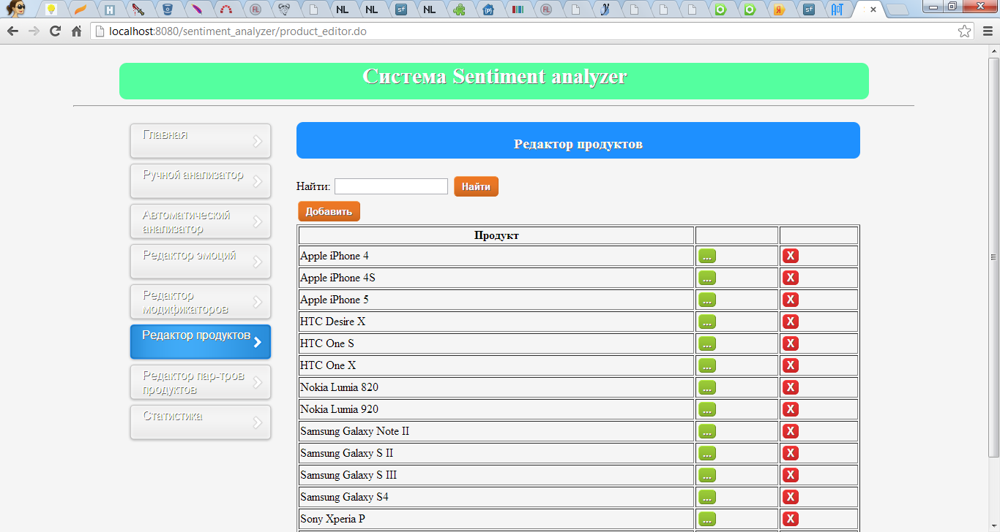 NL
NL
sf
NL
sf
localhost:8080/sentiment_analyzer/product_editor.do
Система Sentiment analyzer
Главная
Ручной анализатор
Автоматический
анализатор
Редактор эмоций
Редактор
модификаторов
Редактор продуктов
Редактор пар-тров
продуктов
Статистика
Редактор продуктов
Найти:
Найти
Добавить
Продукт
Apple iPhone 4 ... X
Apple iPhone 4S ... X
Apple iPhone 5 ... X
HTC Desire X ... X
HTC One S ... X
HTC One X ... X
Nokia Lumia 820 ... X
Nokia Lumia 920 ... X
Samsung Galaxy Note II ... X
Samsung Galaxy S II ... X
Samsung Galaxy S III ... X
Samsung Galaxy S4 ... X
Sony Xperia P ... X